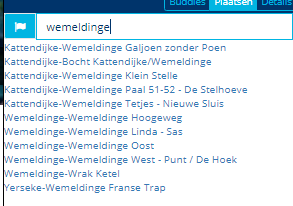 Buddies Plaatsen Details
wemeldinge
Kattendijke-Wemeldinge Galjoen zonder Poen
Kattendijke-Bocht Kattendijke/Wemeldinge
Kattendijke-Wemeldinge Klein Stelle
Kattendijke-Wemeldinge Paal 51-52 - De Stelhoeve
Kattendijke-Wemeldinge Tetjes - Nieuwe Sluis
Wemeldinge-Wemeldinge Hoogeweg
Wemeldinge-Wemeldinge Linda - Sas
Wemeldinge-Wemeldinge Oost
Wemeldinge-Wemeldinge West - Punt / De Hoek
Wemeldinge-Wrak Ketel
Yerseke-Wemeldinge Franse Trap